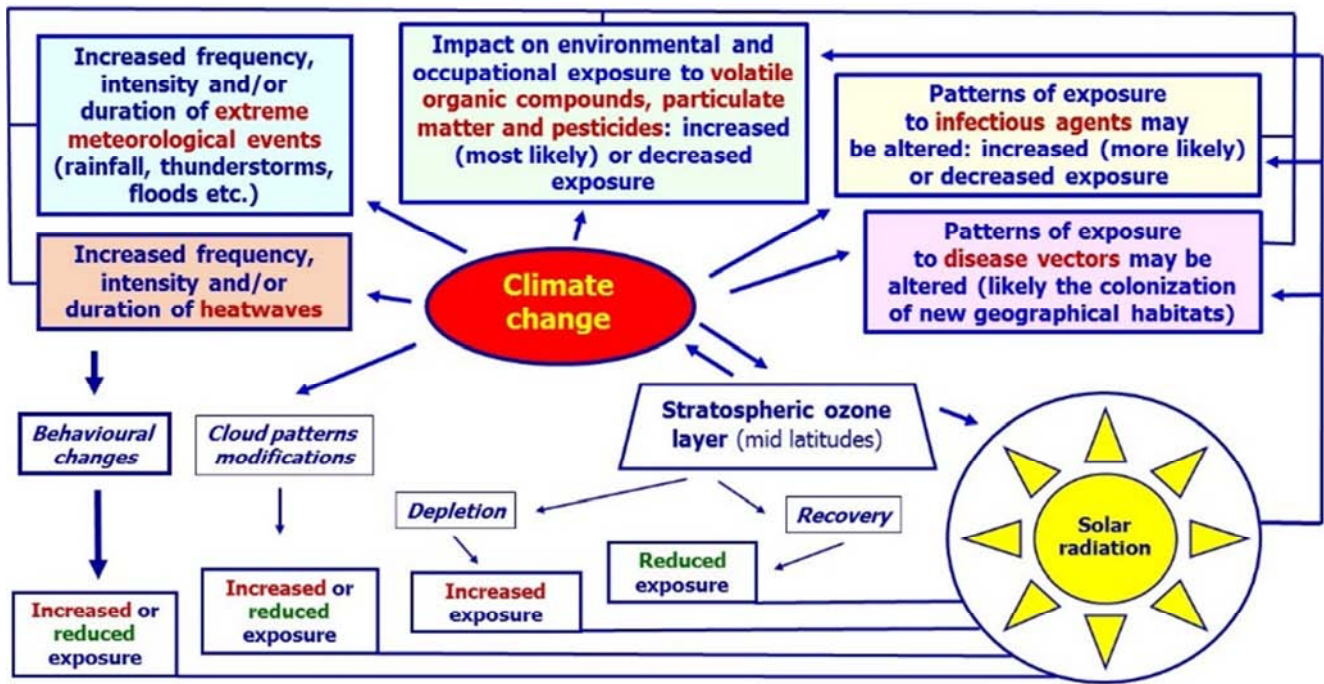 Increased frequency,
intensity and/or
duration of extreme
meteorological events
(rainfall, thunderstorms,
floods etc.)
Impact on environmental and
occupational exposure to volatile
organic compounds, particulate
matter and pesticides: increased
(most likely) or decreased
exposure
Patterns of exposure
to infectious agents may
be altered: increased (more likely)
or decreased exposure
Increased frequency,
intensity and/or
duration of heatwaves
Climate
change
Patterns of exposure
to disease vectors may be
altered (likely the colonization
of new geographical habitats)
Behavioural
changes
Cloud patterns
modifications
Stratospheric ozone
layer (mid latitudes)
Depletion
Recovery
Solar
radiation
Increased or
reduced
exposure
Increased or
reduced
exposure
Increased
exposure
Reduced
exposure